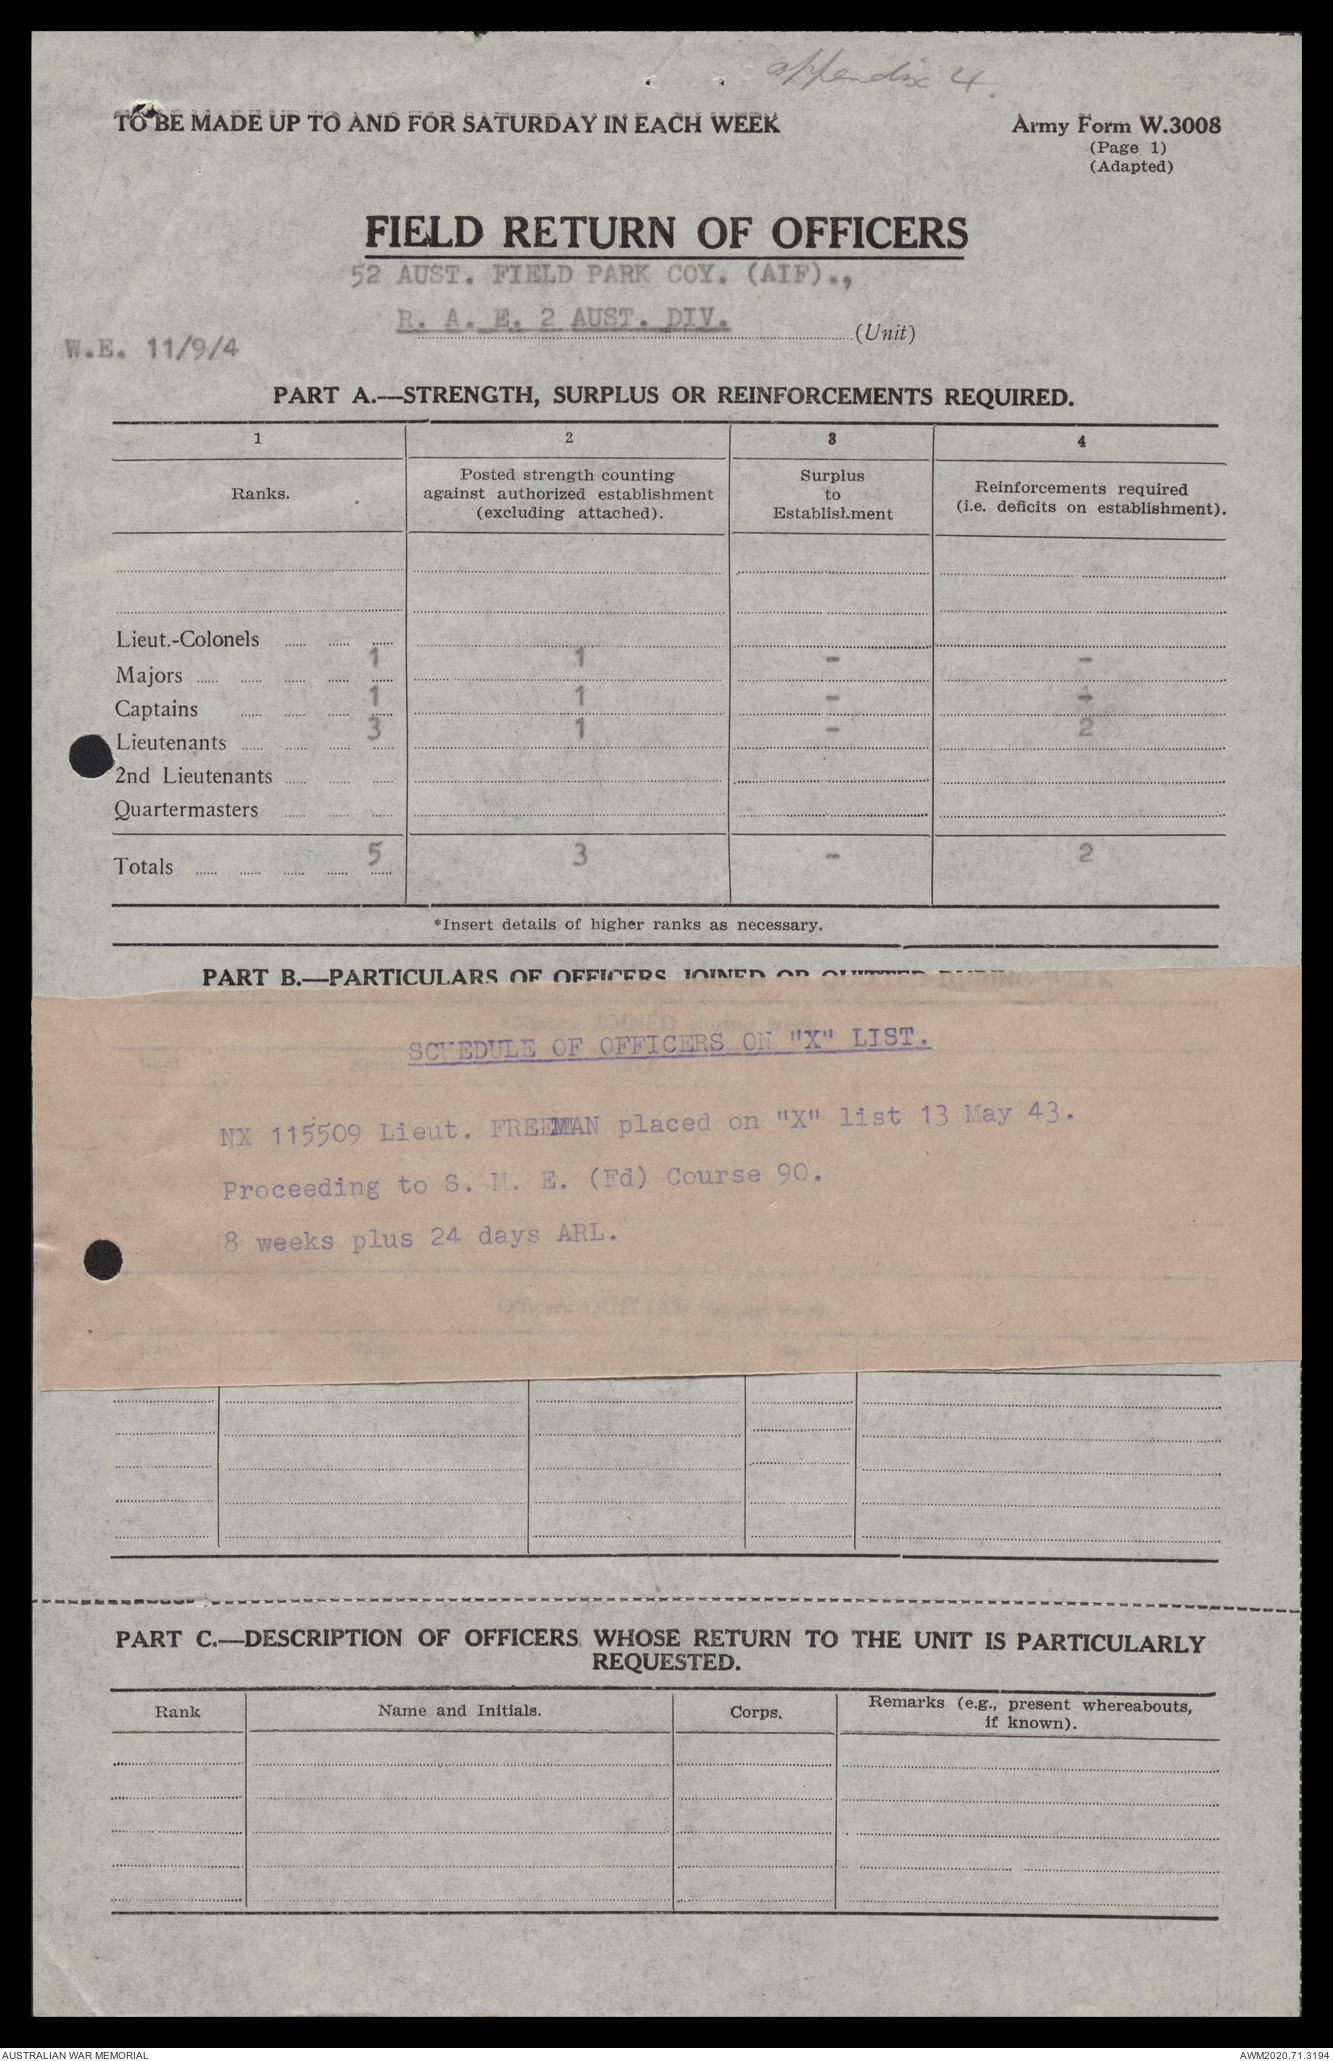 appendix 4.
TO BE MADE UP TO AND FOR SATURDAY IN EACH WEEK
Army Form W.3008
(Page 1)
(Adapted)
FIELD RETURN OF OFFICERS
52 AUST. FIELD PARK COY. (AIF).,
R. A. E. 2 AUST. DIV. (Unit)
W.E. 11/9/4
PART A.—STRENGTH, SURPLUS OR REINFORCEMENTS REQUIRED.
1 2 3 4
Ranks.
Posted strength counting
against authorized establishment
(excluding attached).
Surplus
to
Establishment
Reinforcements required
(i.e. deficits on establishment).
Lieut.-Colonels
Majors 1 1 - -
Captains 1 1 - -
Lieutenants 3 1 - 2
2nd Lieutenants
Quartermasters
Totals 5 3 - 2
*Insert details of higher ranks as necessary.
PART B.—PARTICULARS OF OFFICERS JOINED OR QUITTED DURING
SCHEDULE OF OFFICERS ON "X" LIST.
NX 115509 Lieut. FREEMAN placed on "X" list 13 May 43.
Proceeding to S. M. E. (Fd) Course 90.
8 weeks plus 24 days ARL.
PART C.—DESCRIPTION OF OFFICERS WHOSE RETURN TO THE UNIT IS PARTICULARLY
REQUESTED.
Rank
Name and Initials.
Corps.
Remarks (e.g., present whereabouts,
if known).
AUSTRALIAN WAR MEMORIAL
AWM2020.71.3194